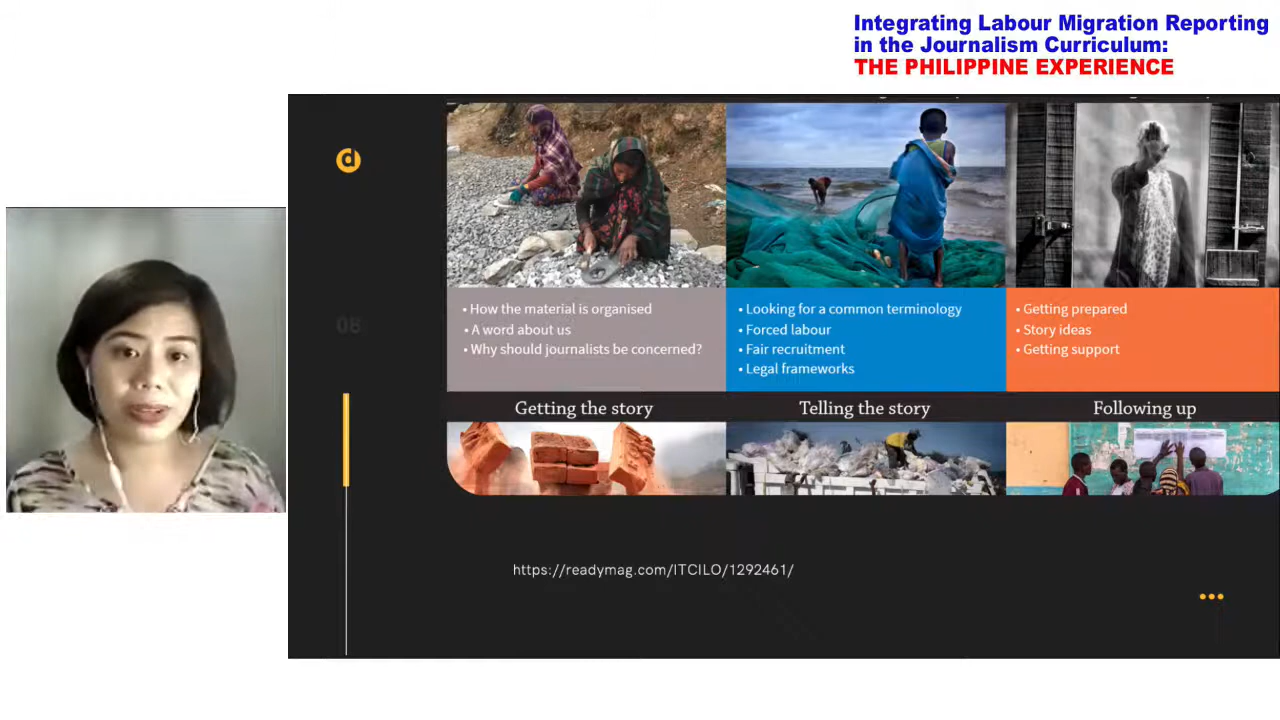 Integrating Labour Migration Reporting
in the Journalism Curriculum:
THE PHILIPPINE EXPERIENCE
08
• How the material is organised
• A word about us
• Why should journalists be concerned?
• Looking for a common terminology
• Forced labour
• Fair recruitment
• Legal frameworks
• Getting prepared
• Story ideas
• Getting support
Getting the story
Telling the story
Following up
https://readymag.com/ITCILO/1292461/